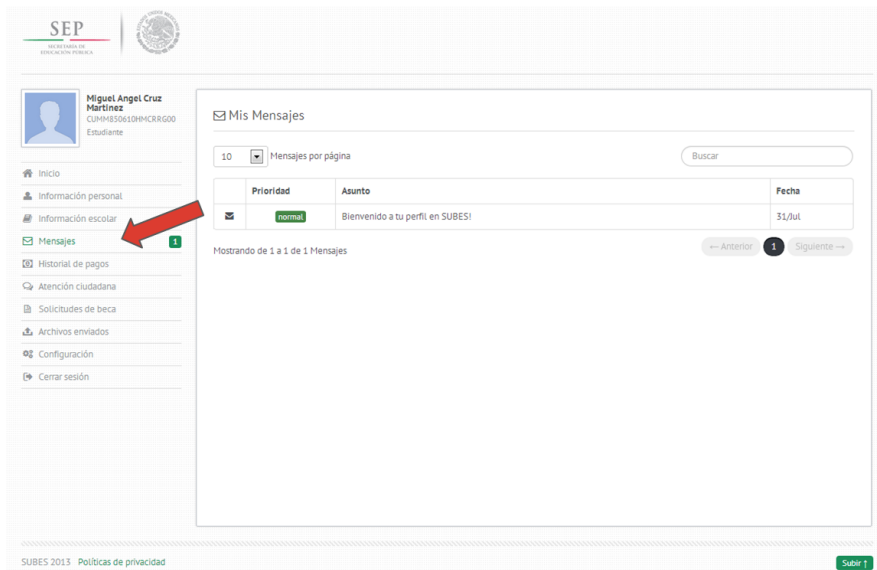 SEP
SECRETARÍA DE
EDUCACIÓN PÚBLICA
ESTADOS UNIDOS MEXICANOS
Miguel Angel Cruz
Martinez
CUMM850610HMCRRG00
Estudiante
Inicio
Información personal
Información escolar
Mensajes 1
Historial de pagos
Atención ciudadana
Solicitudes de beca
Archivos enviados
Configuración
Cerrar sesión
Mis Mensajes
10 Mensajes por página Buscar
Prioridad Asunto Fecha
normal Bienvenido a tu perfil en SUBES! 31/Jul
Mostrando de 1 a 1 de 1 Mensajes
← Anterior 1 Siguiente →
SUBES 2013 Políticas de privacidad Subir ↑